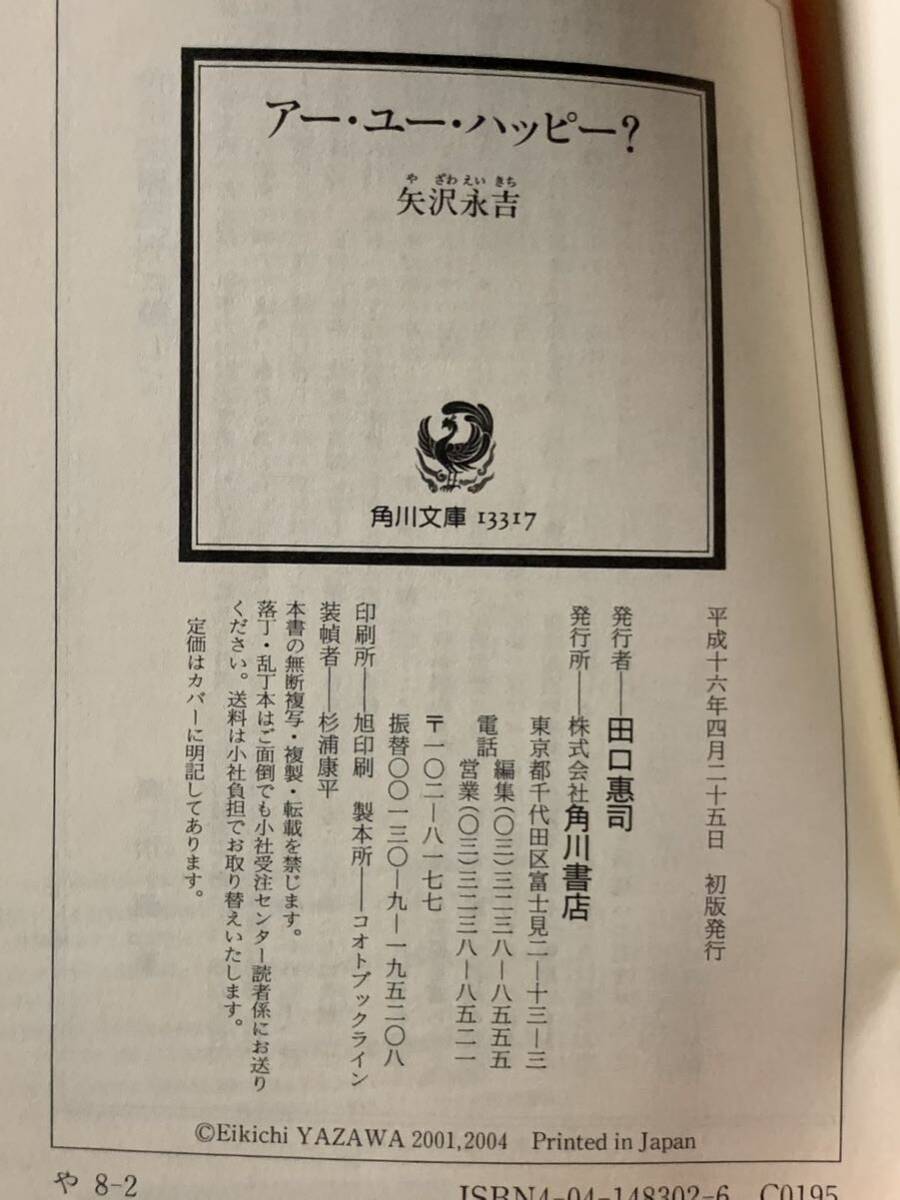 アー・ユー・ハッピー?
や ざわ えい きち
矢沢永吉
角川文庫 13317
平成十六年四月二十五日 初版発行
発行者——田口惠司
発行所——株式会社角川書店
東京都千代田区富士見二—十三—三
電話 編集(〇三)三二三八—八五五五
営業(〇三)三二三八—八五二一
〒一〇二—八一七七
振替〇〇一三〇—九—一九五二〇八
印刷所——旭印刷 製本所——コオトブックライン
装幀者——杉浦康平
本書の無断複写・複製・転載を禁じます。
落丁・乱丁本はご面倒でも小社受注センター読者係にお送り
ください。送料は小社負担でお取り替えいたします。
定価はカバーに明記してあります。
©Eikichi YAZAWA 2001,2004 Printed in Japan
や 8-2
ISBN4-04-148302-6 C0195